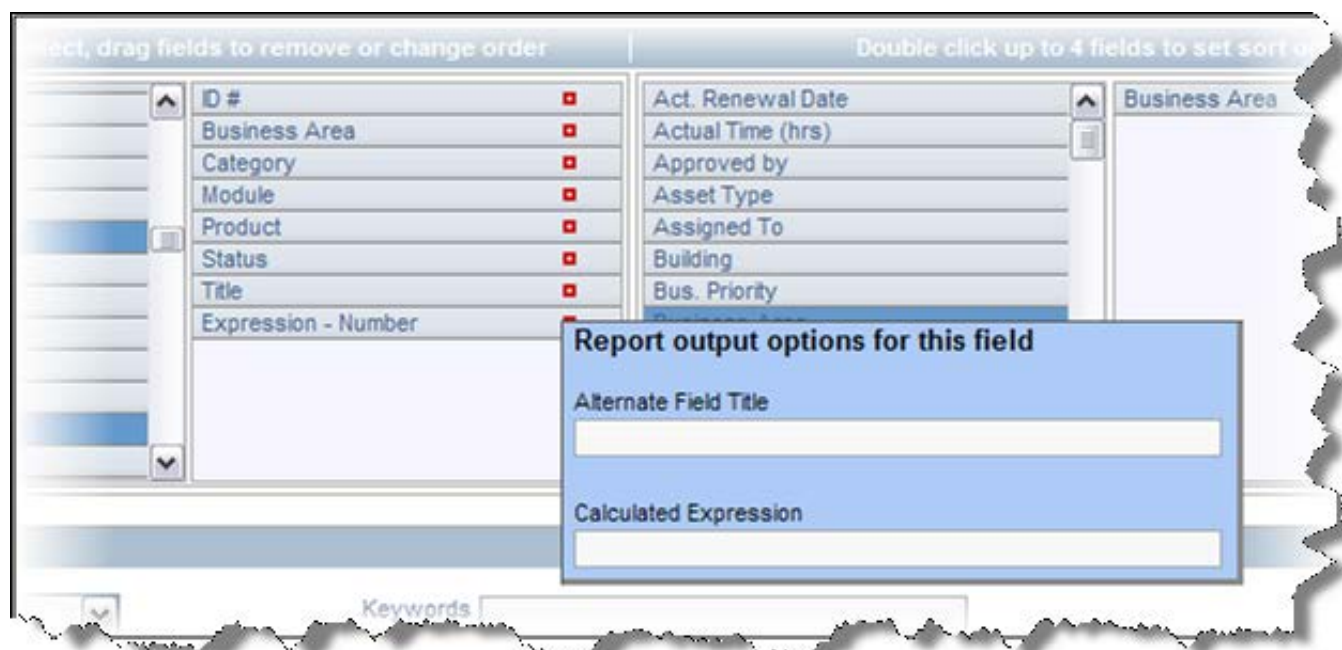 ect, drag fields to remove or change order
Double click up to 4 fields to set sort
ID #
Business Area
Category
Module
Product
Status
Title
Expression - Number
Act. Renewal Date
Actual Time (hrs)
Approved by
Asset Type
Assigned To
Building
Bus. Priority
Business Area
Business Area
Report output options for this field
Alternate Field Title
Calculated Expression
Keywords